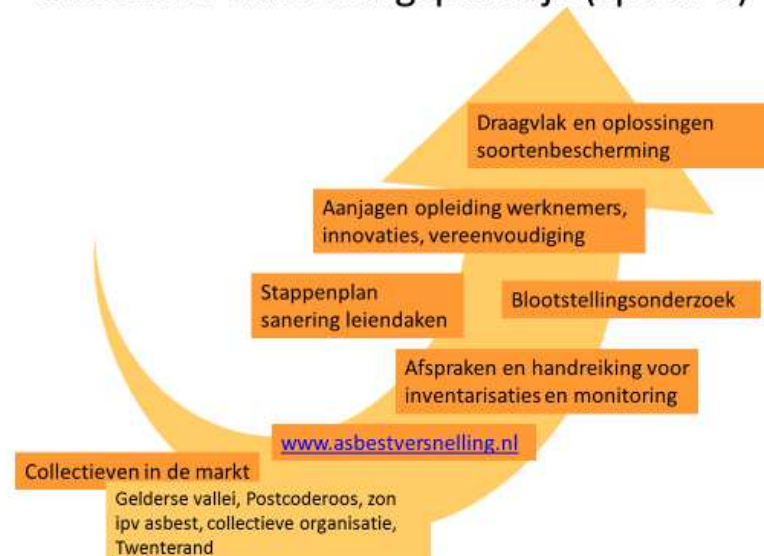 Draagvlak en oplossingen
soortenbescherming
Aanjagen opleiding werknemers,
innovaties, vereenvoudiging
Stappenplan
sanering leiendaken
Blootstellingsonderzoek
Afspraken en handreiking voor
inventarisaties en monitoring
www.asbestversnelling.nl
Collectieven in de markt
Gelderse vallei, Postcoderoos, zon
ipv asbest, collectieve organisatie,
Twenterand